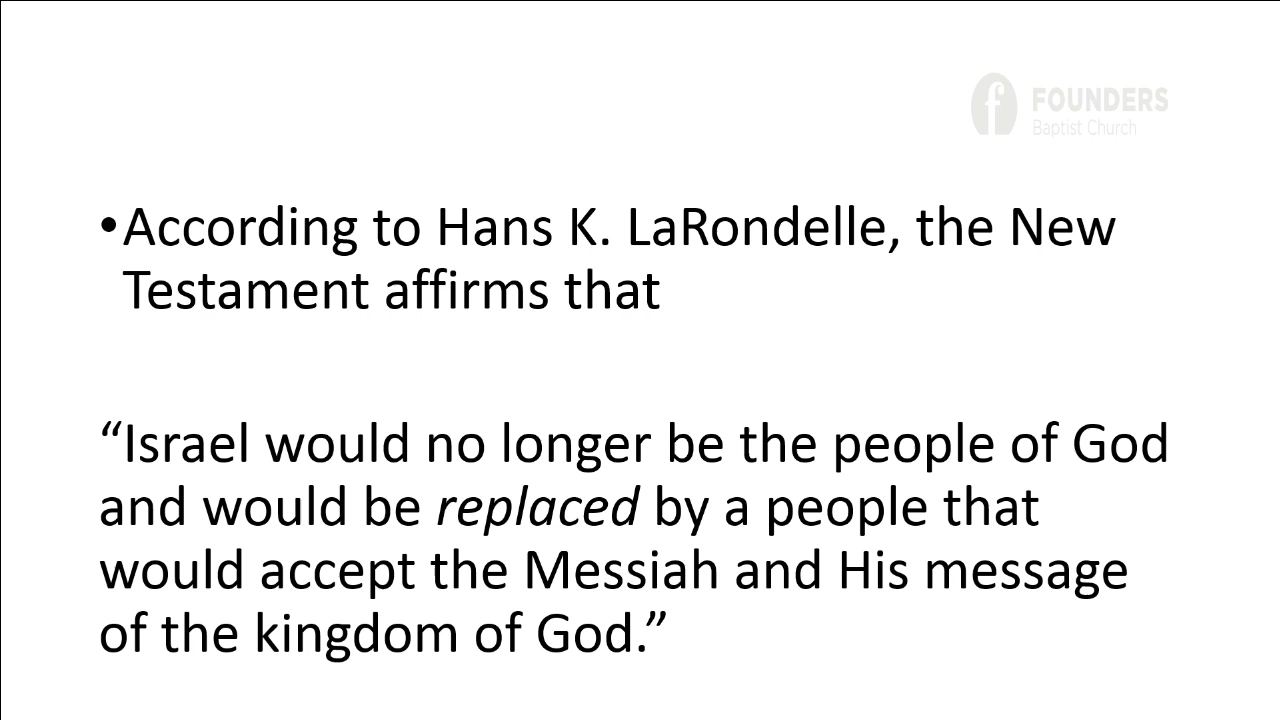 FOUNDERS
Baptist Church
•According to Hans K. LaRondelle, the New
Testament affirms that
“Israel would no longer be the people of God
and would be replaced by a people that
would accept the Messiah and His message
of the kingdom of God.”